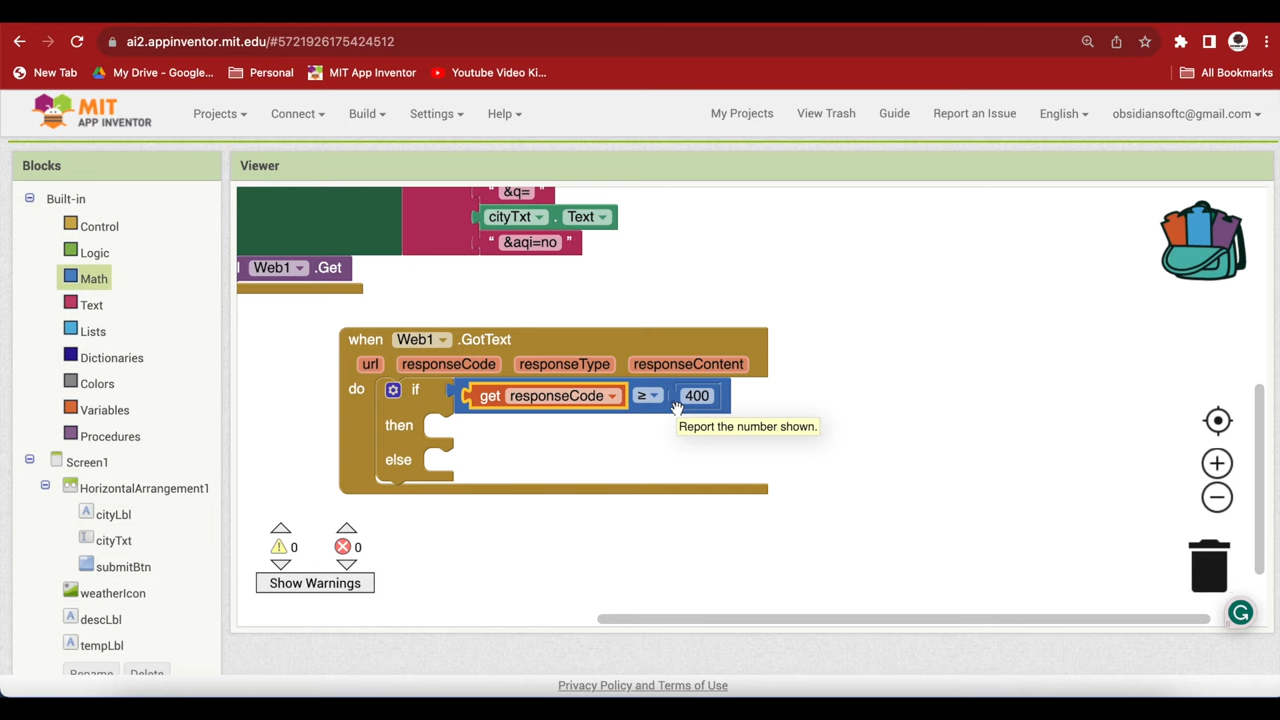 ai2.appinventor.mit.edu/#5721926175424512
New Tab
My Drive - Google...
Personal
MIT App Inventor
Youtube Video Ki...
All Bookmarks
MIT
APP INVENTOR
Projects
Connect
Build
Settings
Help
My Projects
View Trash
Guide
Report an Issue
English
obsidiansoftc@gmail.com
Blocks
Viewer
Built-in
Control
Logic
Math
Text
Lists
Dictionaries
Colors
Variables
Procedures
Screen1
HorizontalArrangement1
cityLbl
cityTxt
submitBtn
weatherIcon
descLbl
tempLbl
Rename
Delete
" &q= "
cityTxt . Text
" &aqi=no "
Web1 .Get
when Web1 .GotText
url responseCode responseType responseContent
do if get responseCode ≥ 400
then
else
Report the number shown.
0 0
Show Warnings
Privacy Policy and Terms of Use